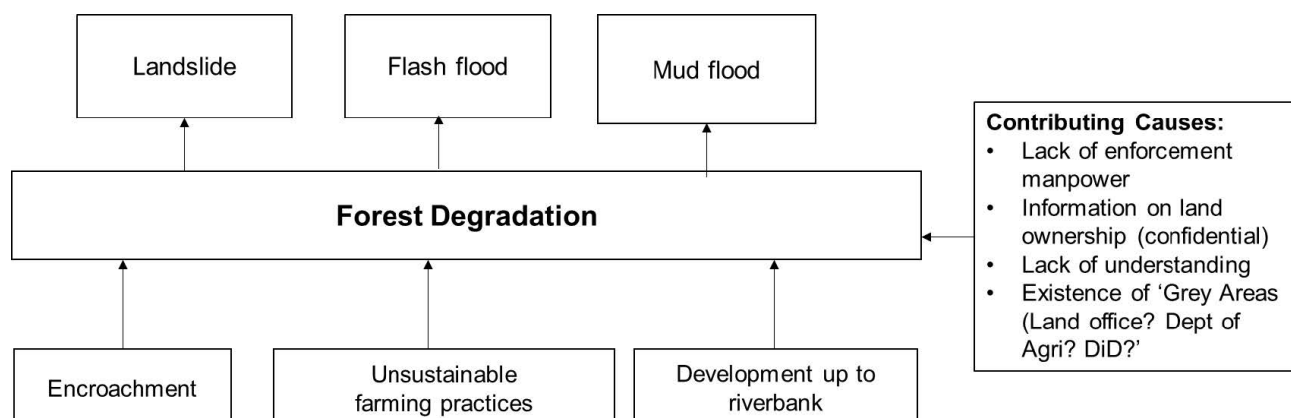 Landslide
Flash flood
Mud flood
Contributing Causes:
• Lack of enforcement
manpower
• Information on land
ownership (confidential)
• Lack of understanding
• Existence of ‘Grey Areas
(Land office? Dept of
Agri? DiD?’
Forest Degradation
Encroachment
Unsustainable
farming practices
Development up to
riverbank